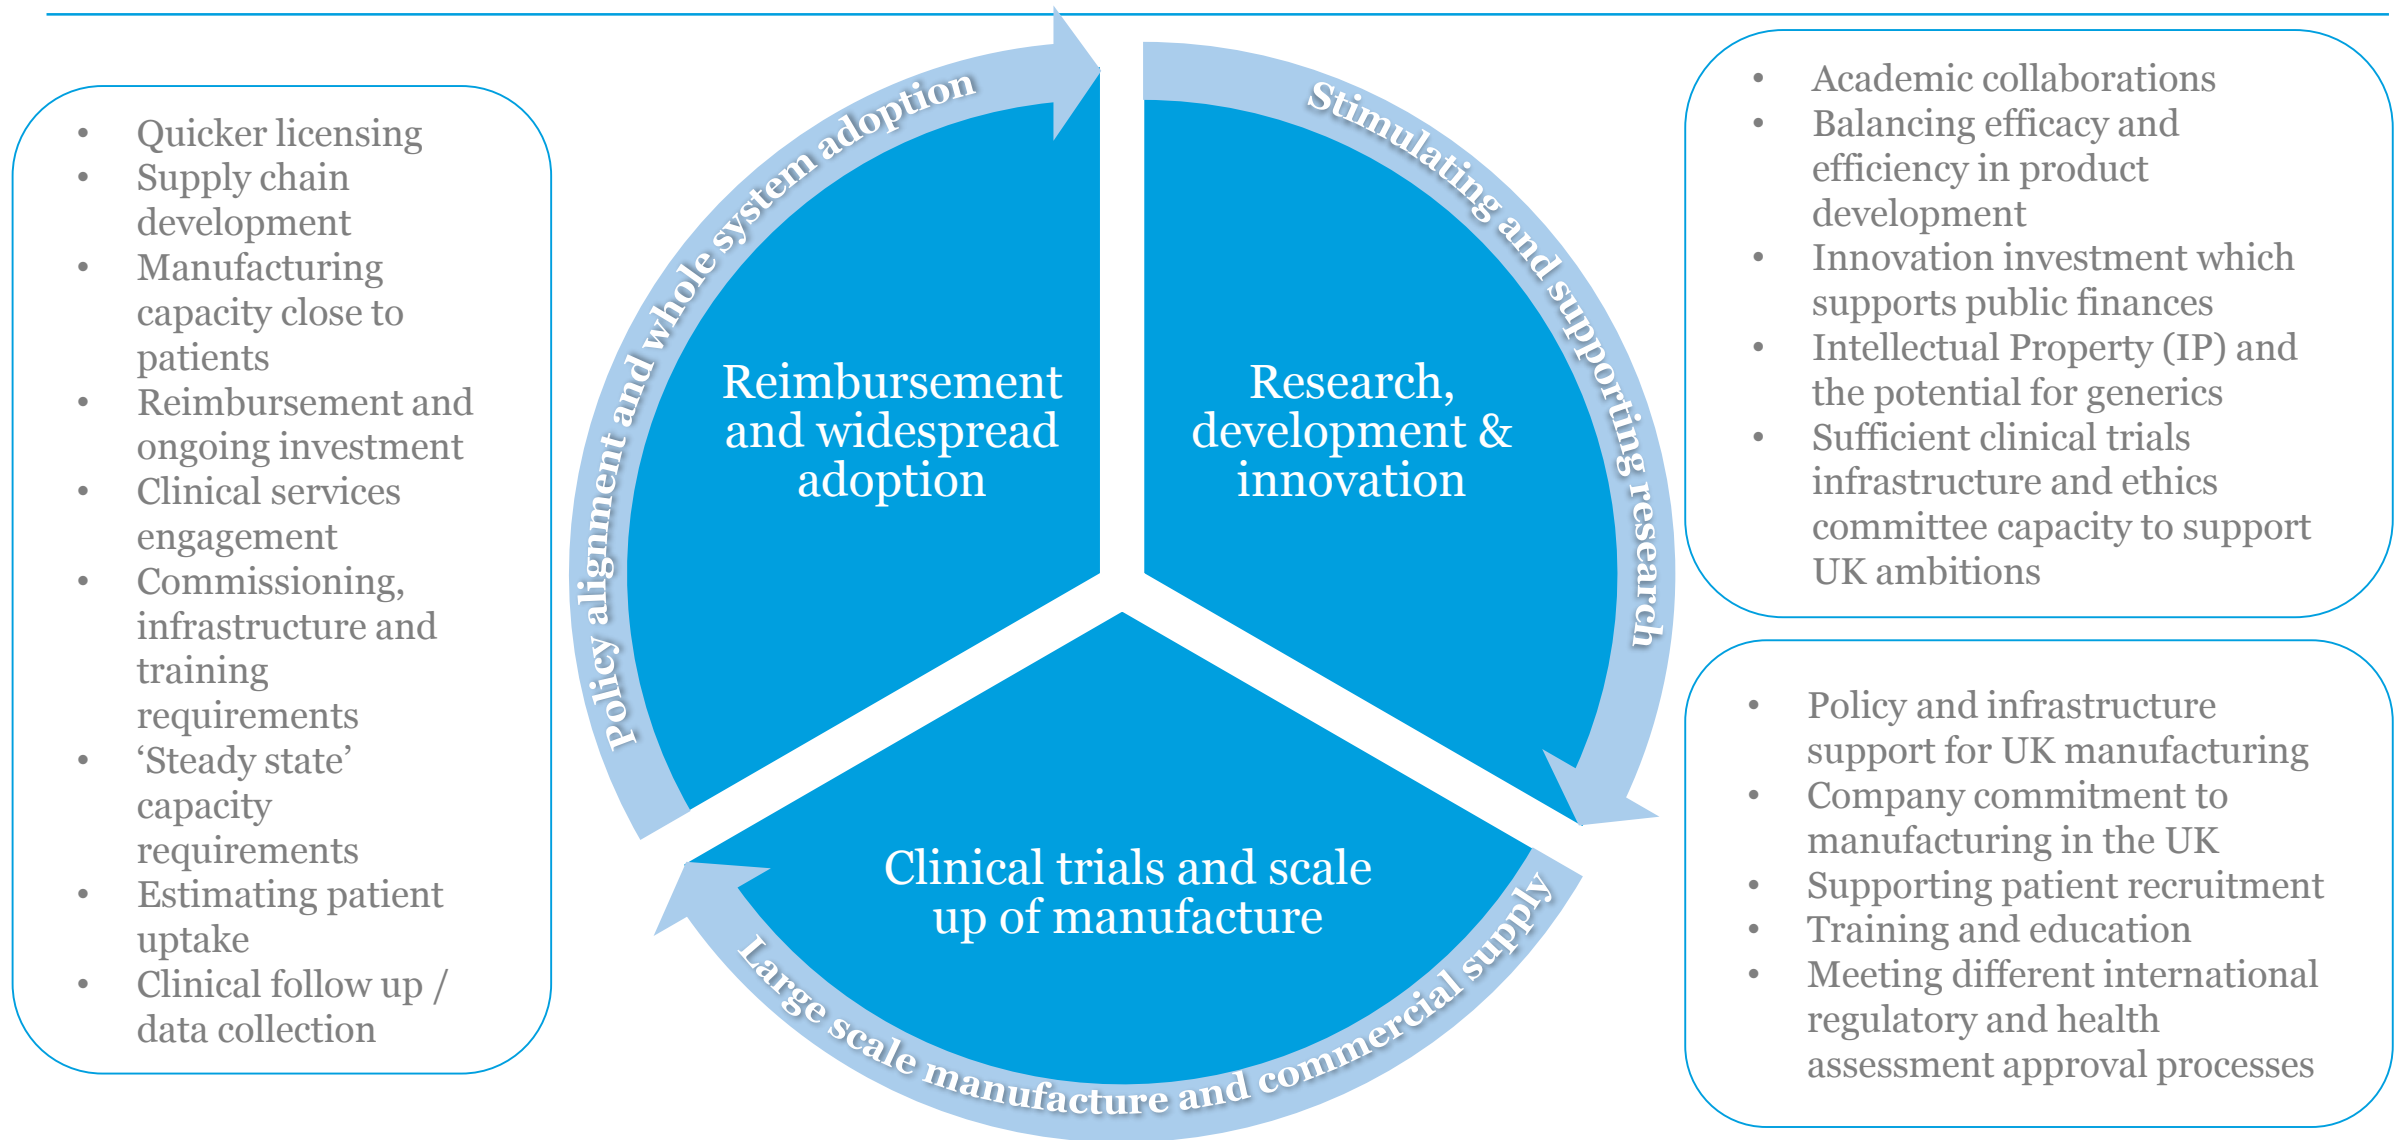 • Quicker licensing
• Supply chain
development
• Manufacturing
capacity close to
patients
• Reimbursement and
ongoing investment
• Clinical services
engagement
• Commissioning,
infrastructure and
training
requirements
• ‘Steady state’
capacity
requirements
• Estimating patient
uptake
• Clinical follow up /
data collection
Policy alignment and whole system adoption
Reimbursement
and widespread
adoption
Stimulating and supporting research
Research,
development &
innovation
Clinical trials and scale
up of manufacture
Large scale manufacture and commercial supply
• Academic collaborations
• Balancing efficacy and
efficiency in product
development
• Innovation investment which
supports public finances
• Intellectual Property (IP) and
the potential for generics
• Sufficient clinical trials
infrastructure and ethics
committee capacity to support
UK ambitions
• Policy and infrastructure
support for UK manufacturing
• Company commitment to
manufacturing in the UK
• Supporting patient recruitment
• Training and education
• Meeting different international
regulatory and health
assessment approval processes